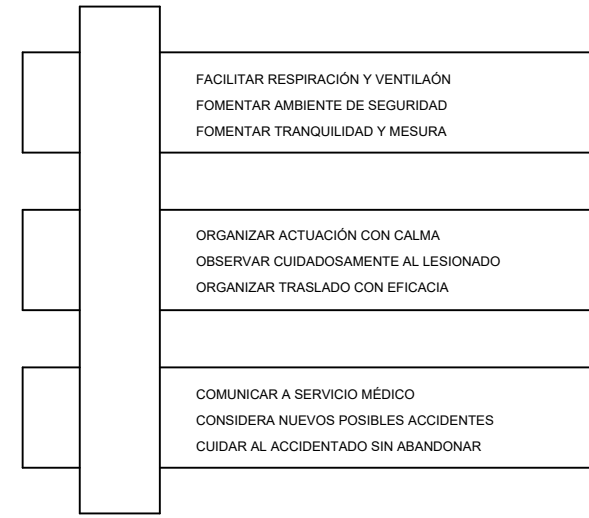 FACILITAR RESPIRACIÓN Y VENTILAÓN
FOMENTAR AMBIENTE DE SEGURIDAD
FOMENTAR TRANQUILIDAD Y MESURA
ORGANIZAR ACTUACIÓN CON CALMA
OBSERVAR CUIDADOSAMENTE AL LESIONADO
ORGANIZAR TRASLADO CON EFICACIA
COMUNICAR A SERVICIO MÉDICO
CONSIDERA NUEVOS POSIBLES ACCIDENTES
CUIDAR AL ACCIDENTADO SIN ABANDONAR